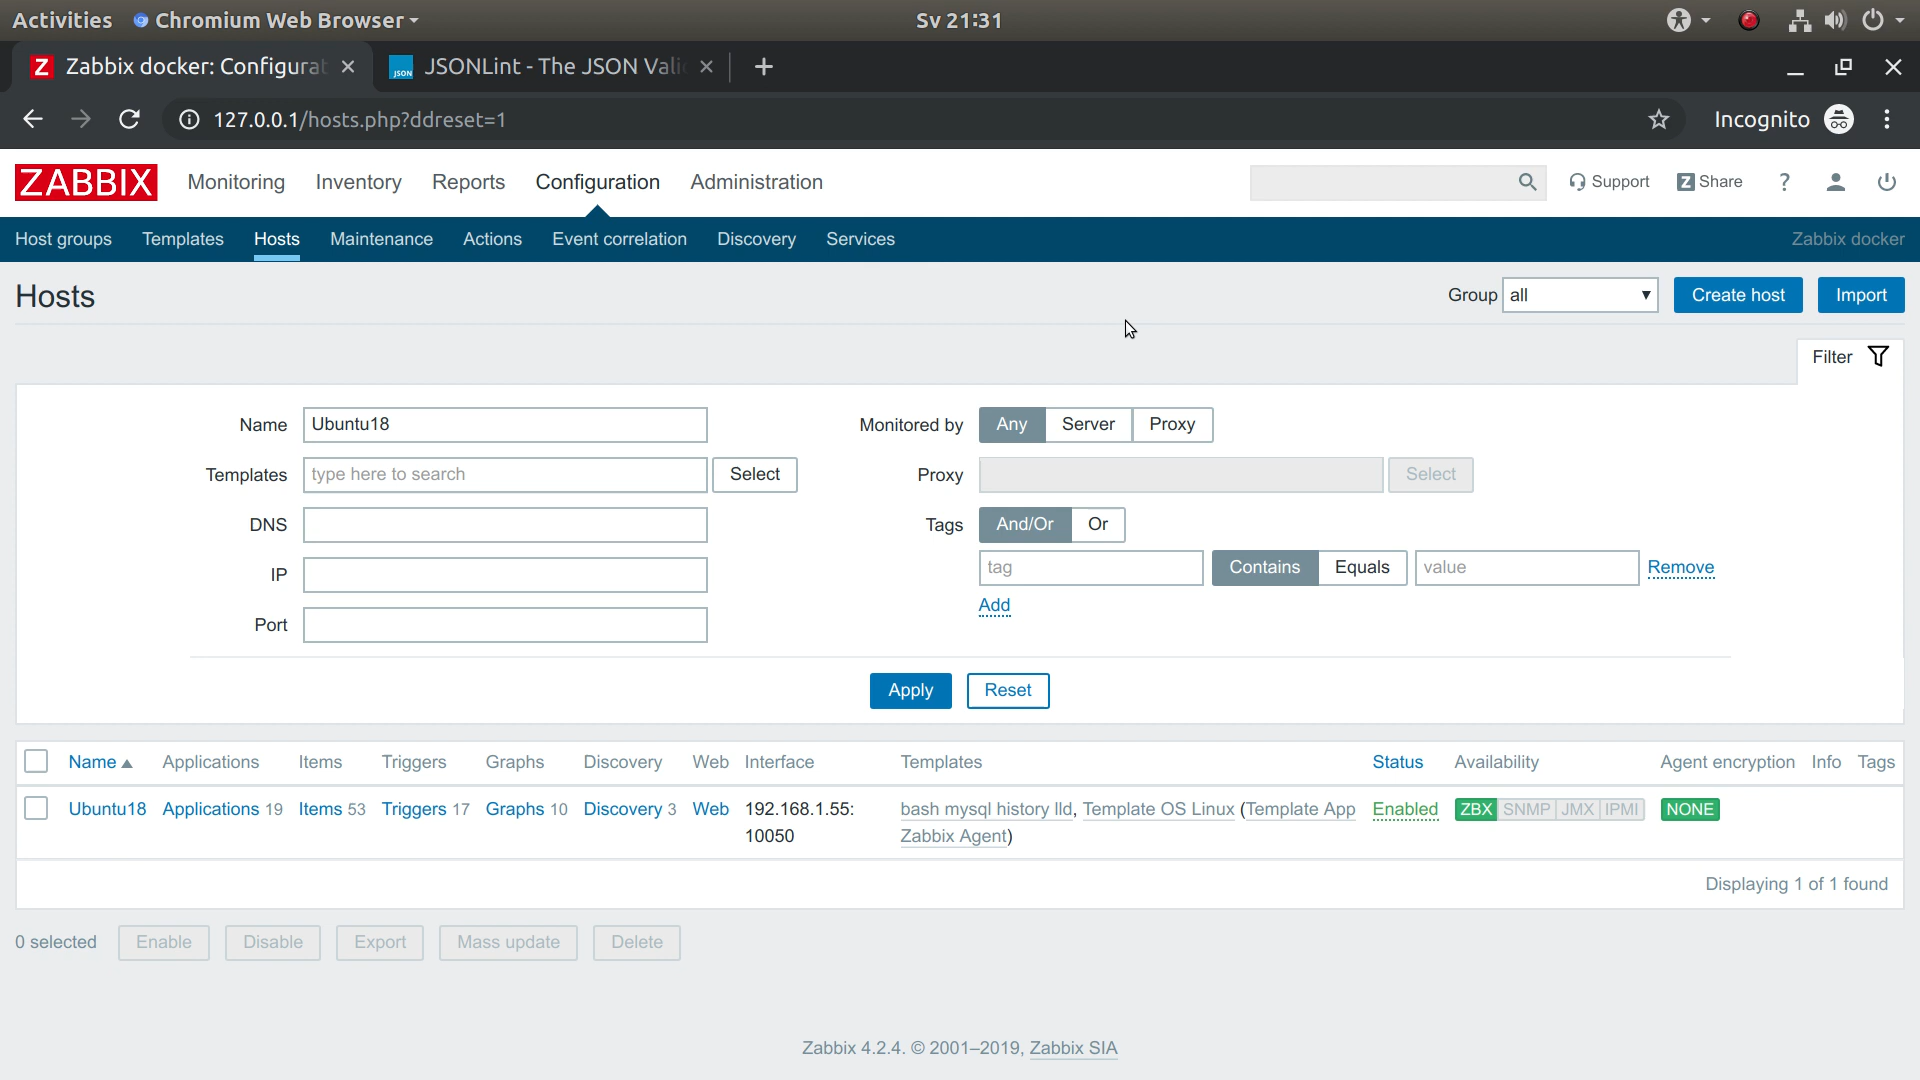 Activities Chromium Web Browser Sv 21:31
Z Zabbix docker: Configurat JSON JSONLint - The JSON Vali
127.0.0.1/hosts.php?ddreset=1 Incognito
ZABBIX Monitoring Inventory Reports Configuration Administration Support Z Share ?
Host groups Templates Hosts Maintenance Actions Event correlation Discovery Services Zabbix docker
Hosts Group all Create host Import
Filter
Name Ubuntu18 Monitored by Any Server Proxy
Templates type here to search Select Proxy Select
DNS Tags And/Or Or
IP tag Contains Equals value Remove
Add
Port
Apply Reset
Name Applications Items Triggers Graphs Discovery Web Interface Templates Status Availability Agent encryption Info Tags
Ubuntu18 Applications 19 Items 53 Triggers 17 Graphs 10 Discovery 3 Web 192.168.1.55: bash mysql history lld, Template OS Linux (Template App Enabled ZBX SNMP JMX IPMI NONE
10050 Zabbix Agent)
Displaying 1 of 1 found
0 selected Enable Disable Export Mass update Delete
Zabbix 4.2.4. © 2001–2019, Zabbix SIA